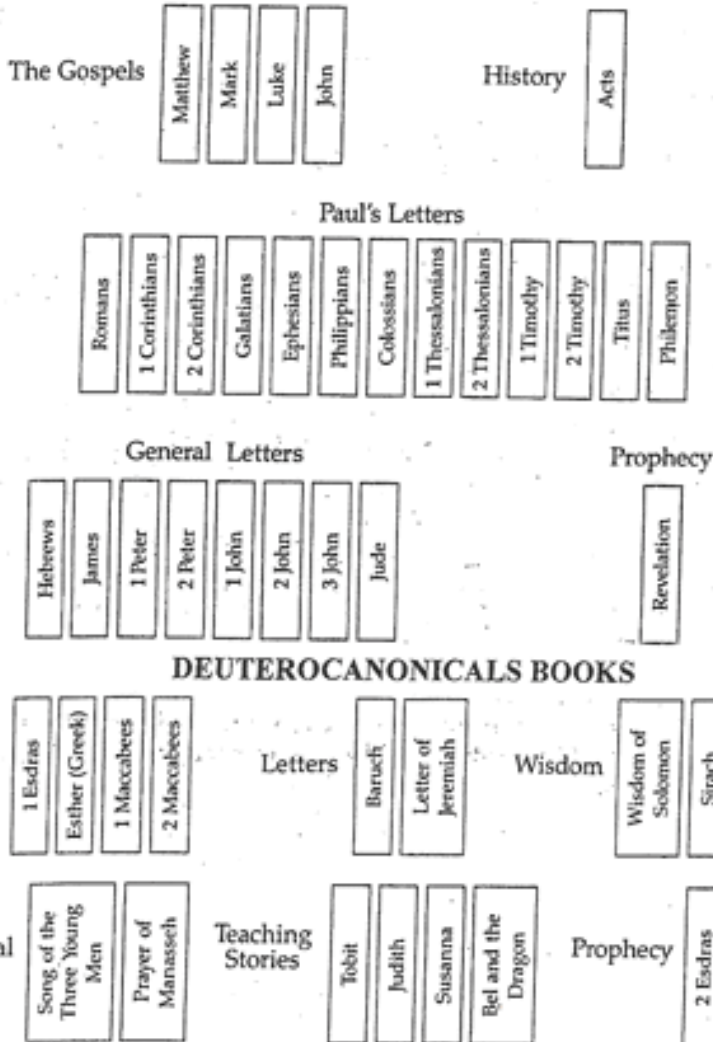 The Gospels
Matthew
Mark
Luke
John
History
Acts
Paul's Letters
Romans
1 Corinthians
2 Corinthians
Galatians
Ephesians
Philippians
Colossians
1 Thessalonians
2 Thessalonians
1 Timothy
2 Timothy
Titus
Philemon
General Letters
Hebrews
James
1 Peter
2 Peter
1 John
2 John
3 John
Jude
Prophecy
Revelation
DEUTEROCANONICALS BOOKS
1 Esdras
Esther (Greek)
1 Maccabees
2 Maccabees
Letters
Baruch
Letter of
Jeremiah
Wisdom
Wisdom of
Solomon
Sirach
al
Song of the
Three Young
Men
Prayer of
Manasseh
Teaching
Stories
Tobit
Judith
Susanna
Bel and the
Dragon
Prophecy
2 Esdras